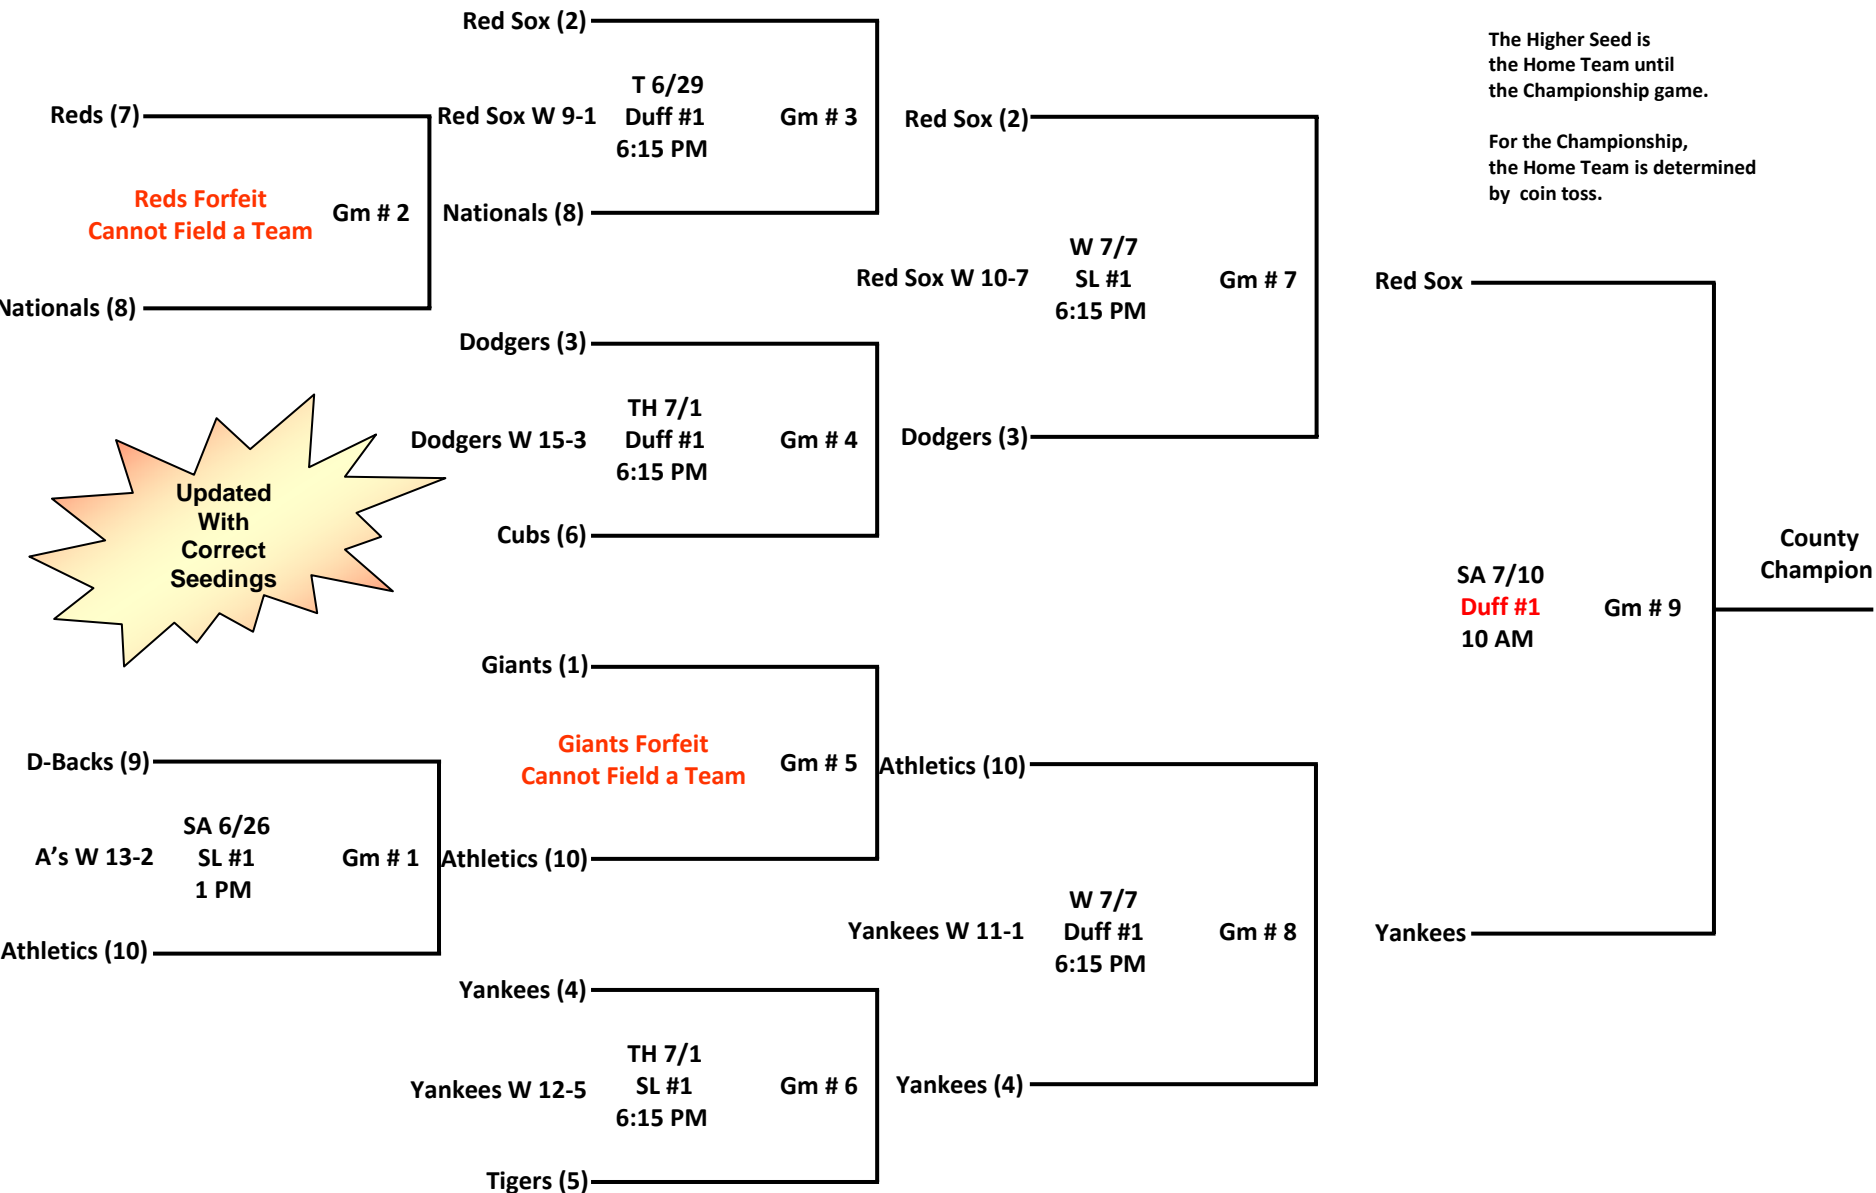 Red Sox (2)
The Higher Seed is
the Home Team until
the Championship game.
For the Championship,
the Home Team is determined
by coin toss.
Reds (7)
Reds Forfeit
Cannot Field a Team
Gm # 2
Nationals (8)
Red Sox W 9-1
T 6/29
Duff #1
6:15 PM
Gm # 3
Nationals (8)
Red Sox (2)
Red Sox W 10-7
W 7/7
SL #1
6:15 PM
Gm # 7
Red Sox
Dodgers (3)
Dodgers W 15-3
TH 7/1
Duff #1
6:15 PM
Gm # 4
Dodgers (3)
Cubs (6)
Updated
With
Correct
Seedings
SA 7/10
Duff #1
10 AM
Gm # 9
County
Champion
Giants (1)
Giants Forfeit
Cannot Field a Team
Gm # 5
Athletics (10)
D-Backs (9)
A's W 13-2
SA 6/26
SL #1
1 PM
Gm # 1
Athletics (10)
Athletics (10)
Yankees W 11-1
W 7/7
Duff #1
6:15 PM
Gm # 8
Yankees
Yankees (4)
Yankees W 12-5
TH 7/1
SL #1
6:15 PM
Gm # 6
Yankees (4)
Tigers (5)